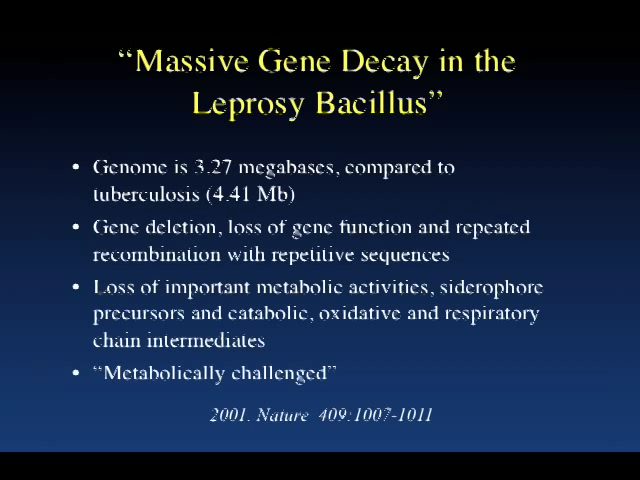 “Massive Gene Decay in the
Leprosy Bacillus”
• Genome is 3.27 megabases, compared to
tuberculosis (4.41 Mb)
• Gene deletion, loss of gene function and repeated
recombination with repetitive sequences
• Loss of important metabolic activities, siderophore
precursors and catabolic, oxidative and respiratory
chain intermediates
• “Metabolically challenged”
2001. Nature 409:1007-1011